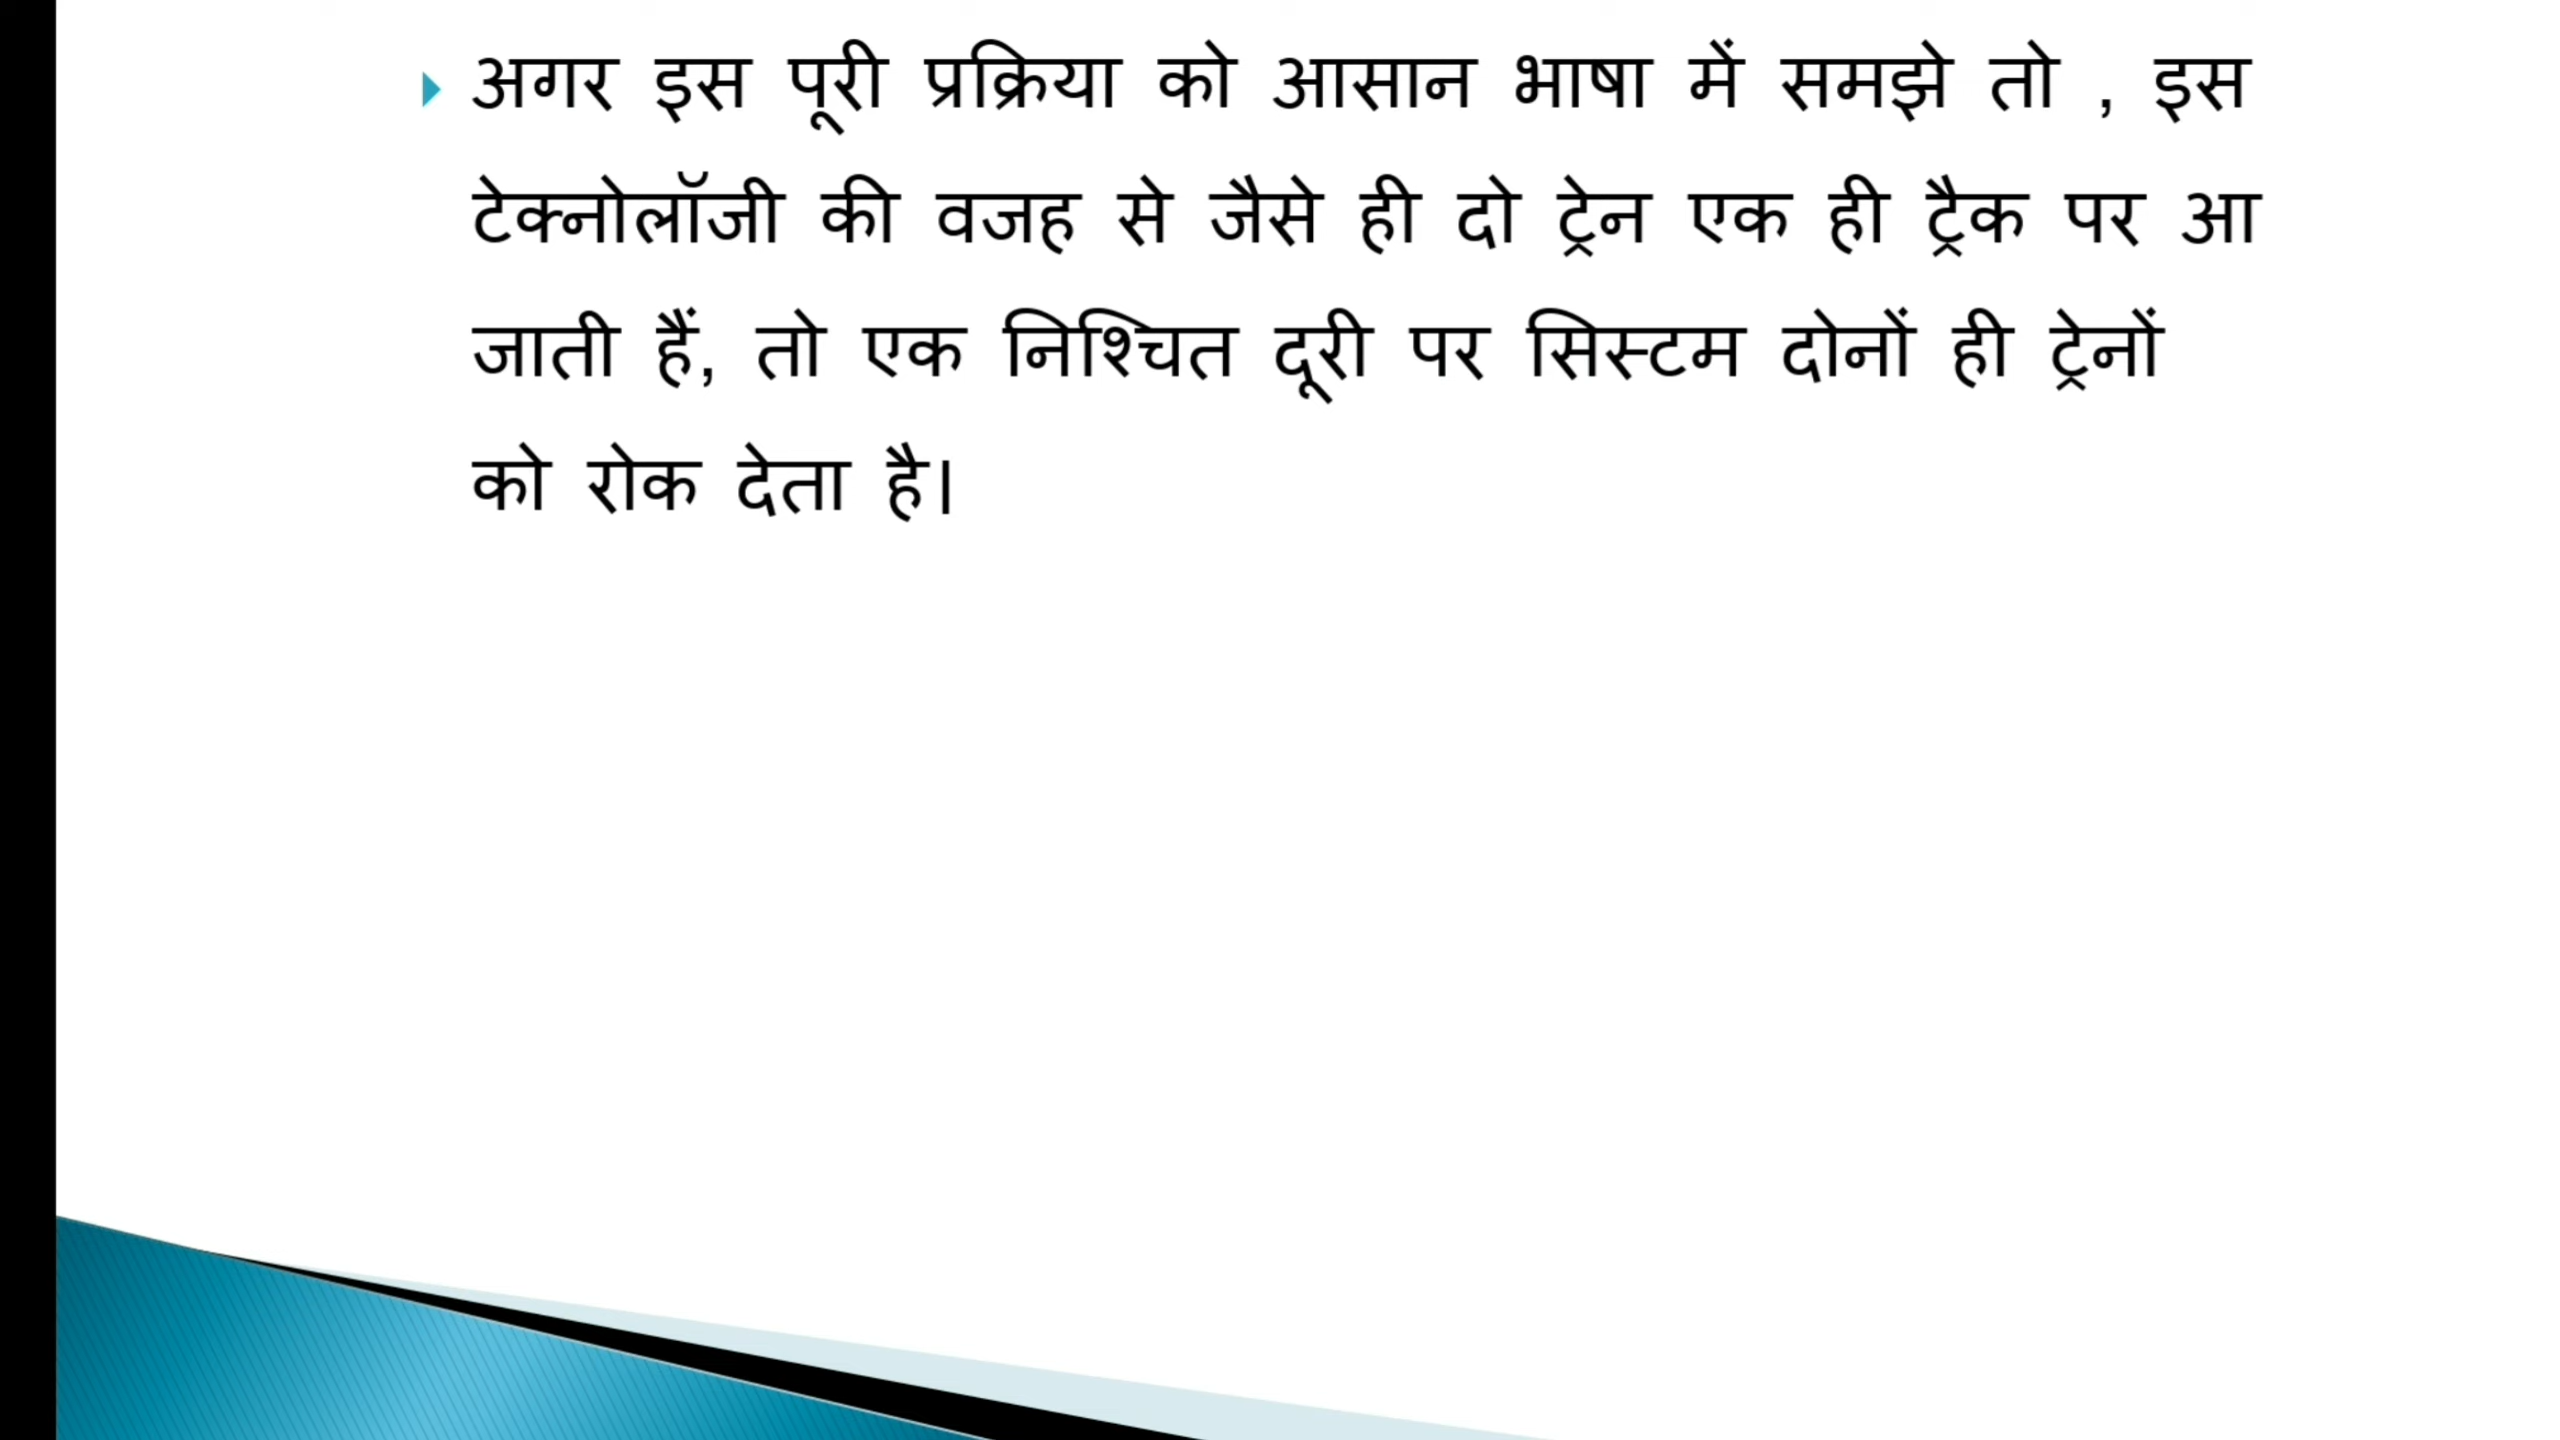 अगर इस पूरी प्रक्रिया को आसान भाषा में समझे तो , इस
टेक्नोलॉजी की वजह से जैसे ही दो ट्रेन एक ही ट्रैक पर आ
जाती हैं, तो एक निश्चित दूरी पर सिस्टम दोनों ही ट्रेनों
को रोक देता है।